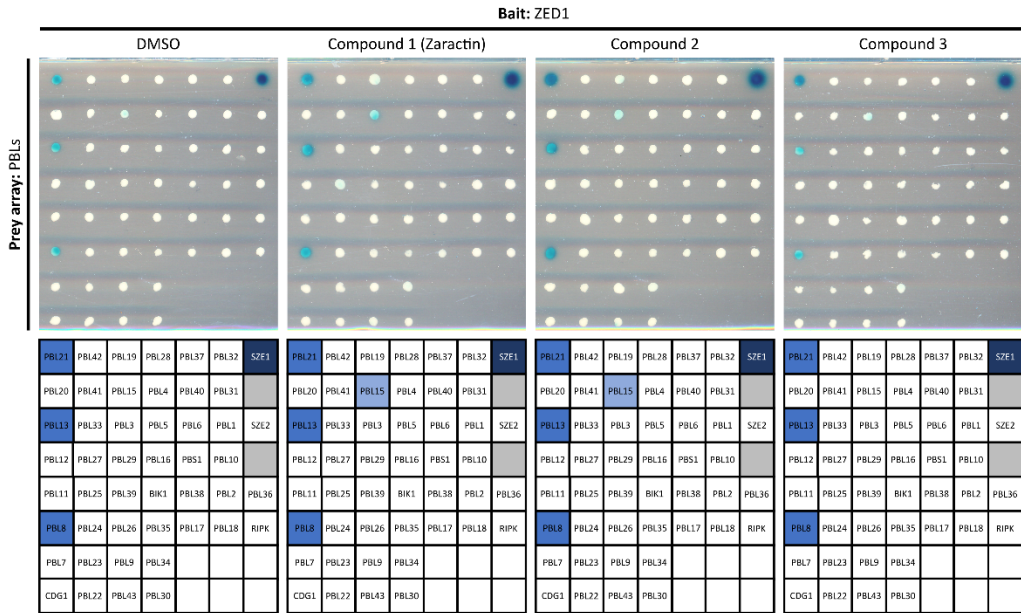 Bait: ZED1
DMSO
Compound 1 (Zaractin)
Compound 2
Compound 3
Prey array: PBLs
PBL21 PBL42 PBL19 PBL28 PBL37 PBL32 SZE1 PBL21 PBL42 PBL19 PBL28 PBL37 PBL32 SZE1 PBL21 PBL42 PBL19 PBL28 PBL37 PBL32 SZE1 PBL21 PBL42 PBL19 PBL28 PBL37 PBL32 SZE1
PBL20 PBL41 PBL15 PBL4 PBL40 PBL31 PBL20 PBL41 PBL15 PBL4 PBL40 PBL31 PBL20 PBL41 PBL15 PBL4 PBL40 PBL31 PBL20 PBL41 PBL15 PBL4 PBL40 PBL31
PBL13 PBL33 PBL3 PBL5 PBL6 PBL1 SZE2 PBL13 PBL33 PBL3 PBL5 PBL6 PBL1 SZE2 PBL13 PBL33 PBL3 PBL5 PBL6 PBL1 SZE2 PBL13 PBL33 PBL3 PBL5 PBL6 PBL1 SZE2
PBL12 PBL27 PBL29 PBL16 PBS1 PBL10 PBL12 PBL27 PBL29 PBL16 PBS1 PBL10 PBL12 PBL27 PBL29 PBL16 PBS1 PBL10 PBL12 PBL27 PBL29 PBL16 PBS1 PBL10
PBL11 PBL25 PBL39 BIK1 PBL38 PBL2 PBL36 PBL11 PBL25 PBL39 BIK1 PBL38 PBL2 PBL36 PBL11 PBL25 PBL39 BIK1 PBL38 PBL2 PBL36 PBL11 PBL25 PBL39 BIK1 PBL38 PBL2 PBL36
PBL8 PBL24 PBL26 PBL35 PBL17 PBL18 RIPK PBL8 PBL24 PBL26 PBL35 PBL17 PBL18 RIPK PBL8 PBL24 PBL26 PBL35 PBL17 PBL18 RIPK PBL8 PBL24 PBL26 PBL35 PBL17 PBL18 RIPK
PBL7 PBL23 PBL9 PBL34 PBL7 PBL23 PBL9 PBL34 PBL7 PBL23 PBL9 PBL34 PBL7 PBL23 PBL9 PBL34
CDG1 PBL22 PBL43 PBL30 CDG1 PBL22 PBL43 PBL30 CDG1 PBL22 PBL43 PBL30 CDG1 PBL22 PBL43 PBL30